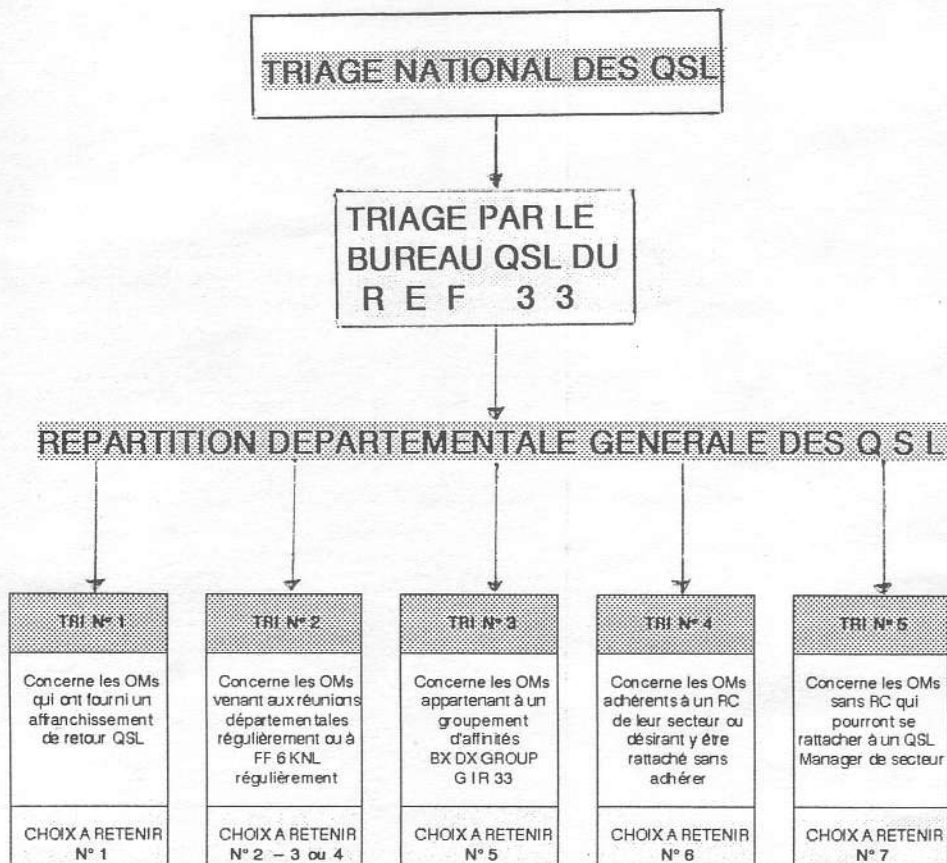 TRIAGE NATIONAL DES QSL
TRIAGE PAR LE
BUREAU QSL DU
R E F 3 3
REPARTITION DEPARTEMENTALE GENERALE DES Q S L
TRI N° 1
Concerne les OMs
qui ont fourni un
affranchissement
de retour QSL
CHOIX A RETENIR
N° 1
TRI N° 2
Concerne les OMs
venant aux réunions
départementales
régulièrement ou à
FF 6 KNL
régulièrement
CHOIX A RETENIR
N° 2 – 3 ou 4
TRI N° 3
Concerne les OMs
appartenant à un
groupement
d'affinités
BX DX GROUP
G I R 33
CHOIX A RETENIR
N° 5
TRI N° 4
Concerne les OMs
adhérents à un RC
de leur secteur ou
désirant y être
rattaché sans
adhérer
CHOIX A RETENIR
N° 6
TRI N° 5
Concerne les OMs
sans RC qui
pourront se
rattacher à un QSL
Manager de secteur
CHOIX A RETENIR
N° 7